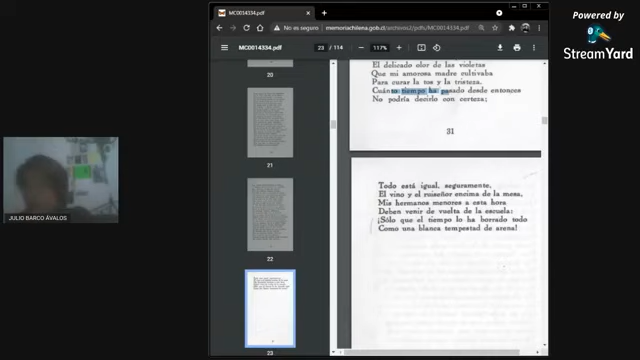 Powered by
StreamYard
MC0014334.pdf
No es seguro
memoriachilena.gob.cl/archivos2/pdfs/MC0014334.pdf
MC0014334.pdf
23 / 114
117%
20
21
22
23
El delicado olor de las violetas
Que mi amorosa madre cultivaba
Para curar la tos y la tristeza.
Cuánto tiempo ha pasado desde entonces
No podría decirlo con certeza;
31
Todo está igual, seguramente,
El vino y el ruiseñor encima de la mesa,
Mis hermanos menores a esta hora
Deben venir de vuelta de la escuela:
¡Sólo que el tiempo lo ha borrado todo
Como una blanca tempestad de arena!
JULIO BARCO ÁVALOS